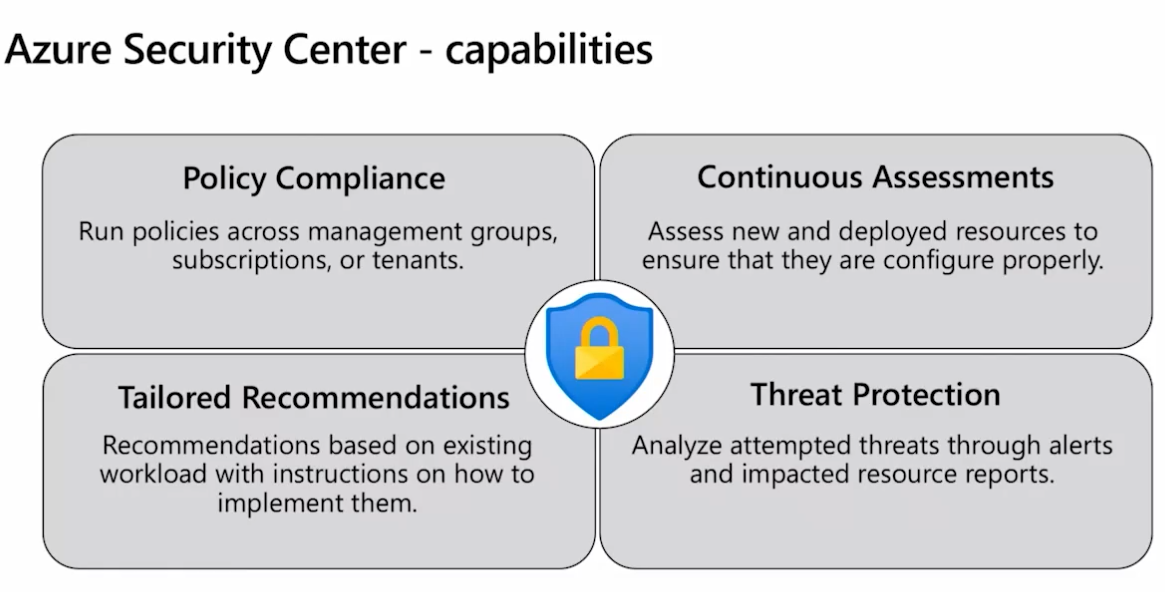 Azure Security Center - capabilities
Policy Compliance
Run policies across management groups,
subscriptions, or tenants.
Continuous Assessments
Assess new and deployed resources to
ensure that they are configure properly.
Tailored Recommendations
Recommendations based on existing
workload with instructions on how to
implement them.
Threat Protection
Analyze attempted threats through alerts
and impacted resource reports.